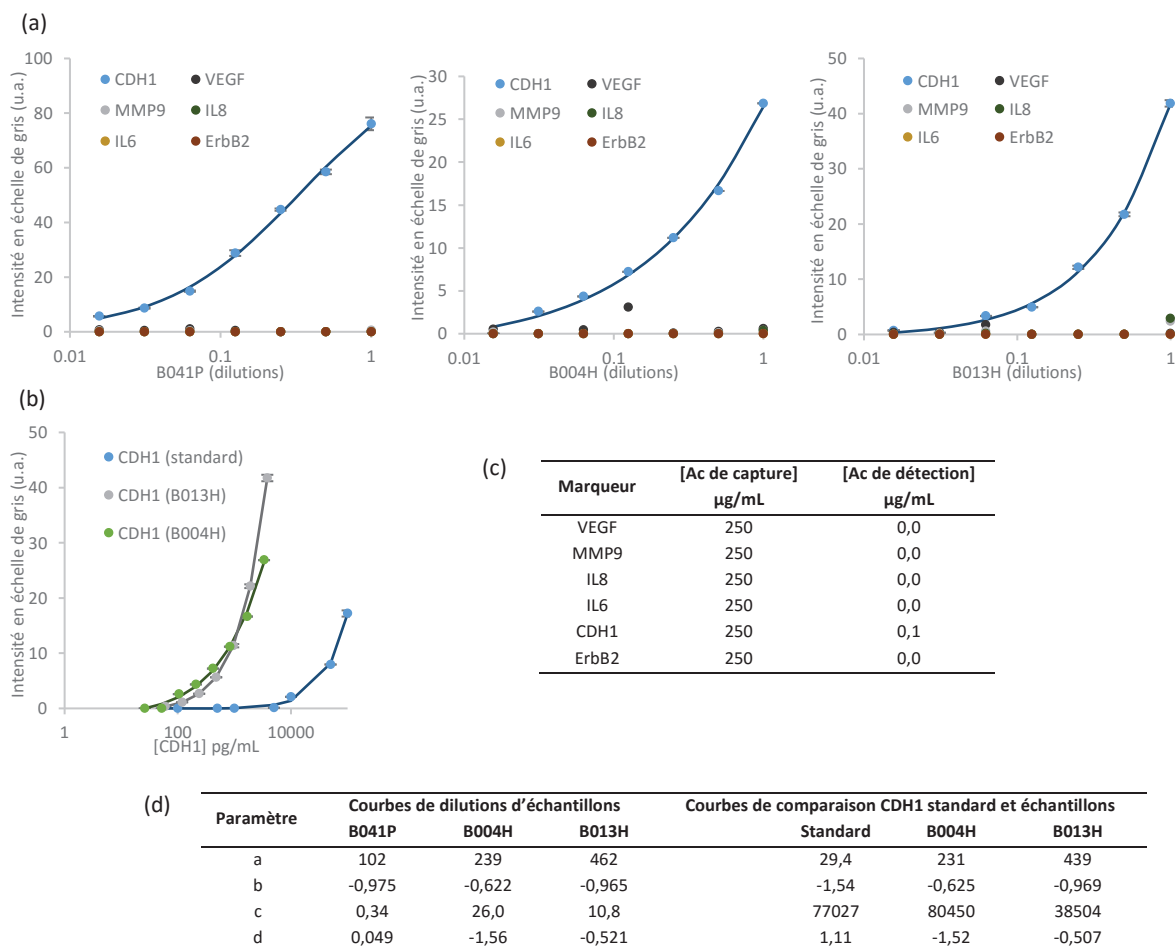 (a)
Intensité en échelle de gris (u.a.)
100
80
60
40
20
0
0.01
0.1
1
CDH1
VEGF
MMP9
IL8
IL6
ErbB2
B041P (dilutions)
Intensité en échelle de gris (u.a.)
30
25
20
15
10
5
0
0.01
0.1
1
CDH1
VEGF
MMP9
IL8
IL6
ErbB2
B004H (dilutions)
Intensité en échelle de gris (u.a.)
50
40
30
20
10
0
0.01
0.1
1
CDH1
VEGF
MMP9
IL8
IL6
ErbB2
B013H (dilutions)
(b)
Intensité en échelle de gris (u.a.)
50
40
30
20
10
0
1
100
10000
CDH1 (standard)
CDH1 (B013H)
CDH1 (B004H)
[CDH1] pg/mL
(c)
Marqueur [Ac de capture] µg/mL [Ac de détection] µg/mL
VEGF 250 0,0
MMP9 250 0,0
IL8 250 0,0
IL6 250 0,0
CDH1 250 0,1
ErbB2 250 0,0
(d)
Paramètre Courbes de dilutions d'échantillons Courbes de comparaison CDH1 standard et échantillons
B041P B004H B013H Standard B004H B013H
a 102 239 462 29,4 231 439
b -0,975 -0,622 -0,965 -1,54 -0,625 -0,969
c 0,34 26,0 10,8 77027 80450 38504
d 0,049 -1,56 -0,521 1,11 -1,52 -0,507